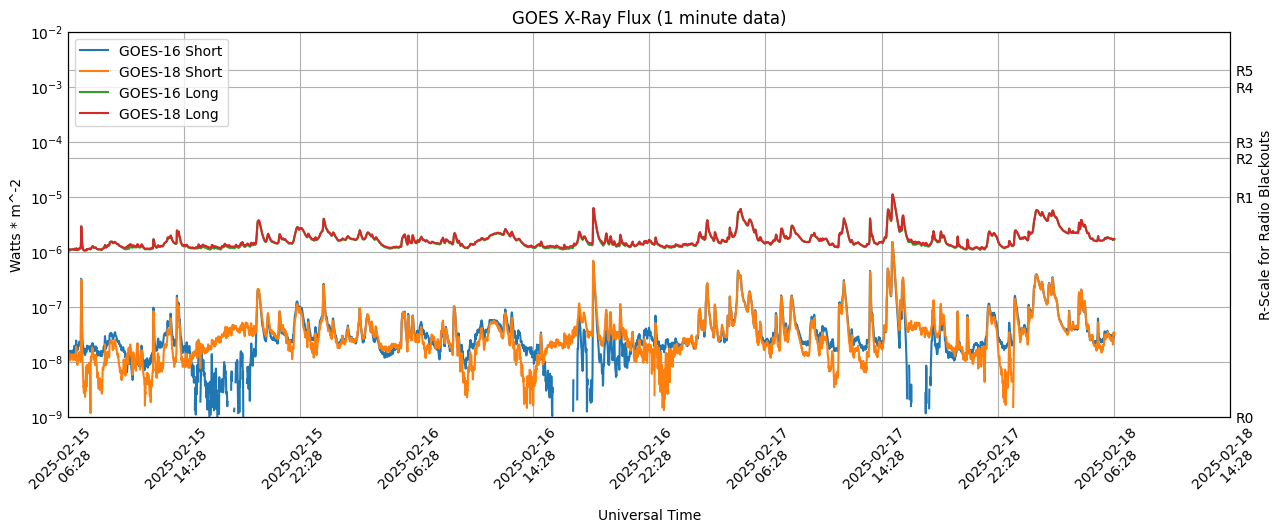 GOES X-Ray Flux (1 minute data)
GOES-16 Short
GOES-18 Short
GOES-16 Long
GOES-18 Long
Watts * m^-2
10^-2
10^-3
10^-4
10^-5
10^-6
10^-7
10^-8
10^-9
R5
R4
R3
R2
R1
R0
R-Scale for Radio Blackouts
2025-02-15
06:28
2025-02-15
14:28
2025-02-15
22:28
2025-02-16
06:28
2025-02-16
14:28
2025-02-16
22:28
2025-02-17
06:28
2025-02-17
14:28
2025-02-17
22:28
2025-02-18
06:28
2025-02-18
14:28
Universal Time